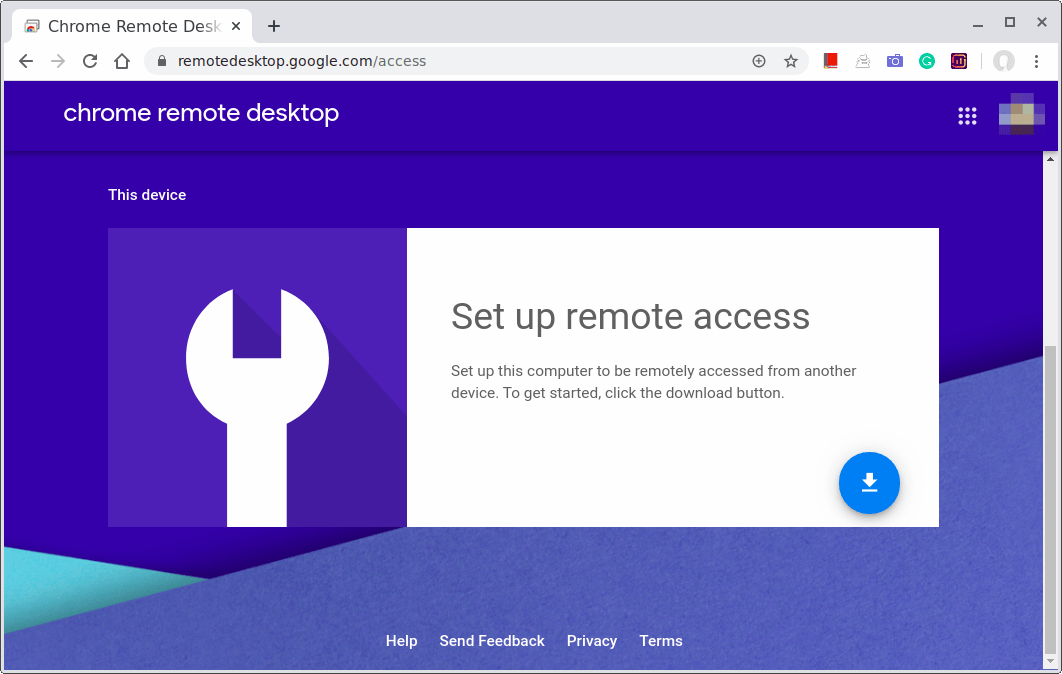 Chrome Remote Desk
remotedesktop.google.com/access
chrome remote desktop
This device
Set up remote access
Set up this computer to be remotely accessed from another
device. To get started, click the download button.
Help Send Feedback Privacy Terms